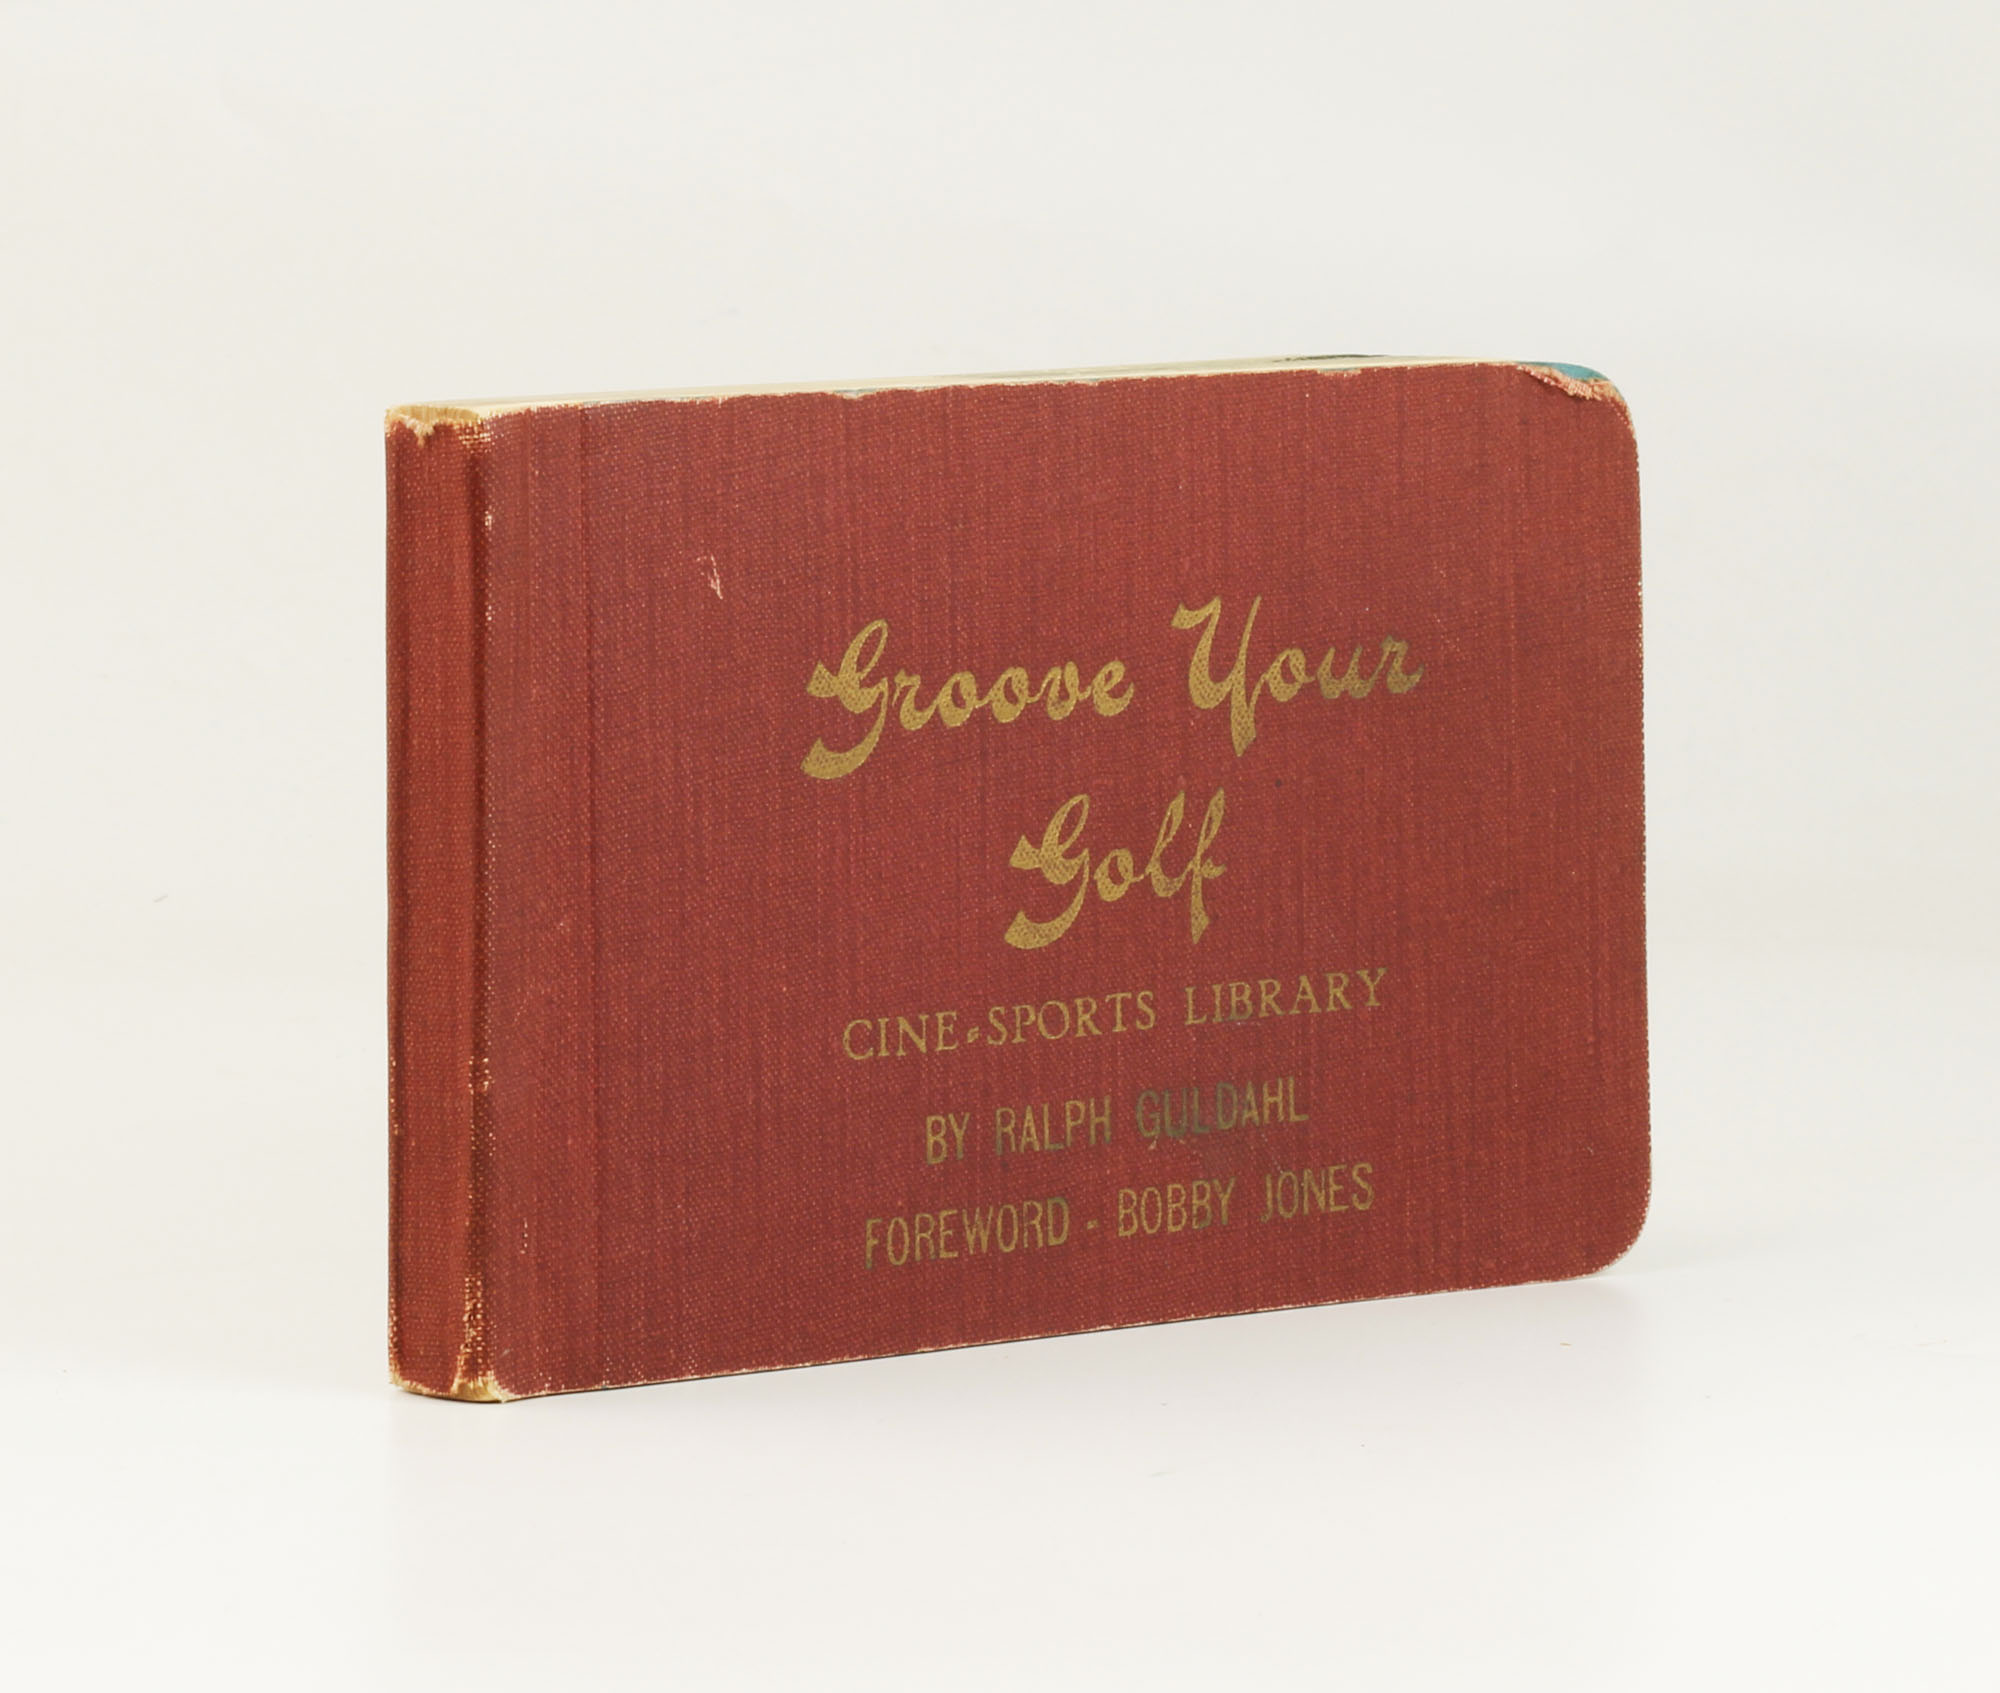 Groove Your
Golf
CINE-SPORTS LIBRARY
BY RALPH GULDAHL
FOREWORD - BOBBY JONES